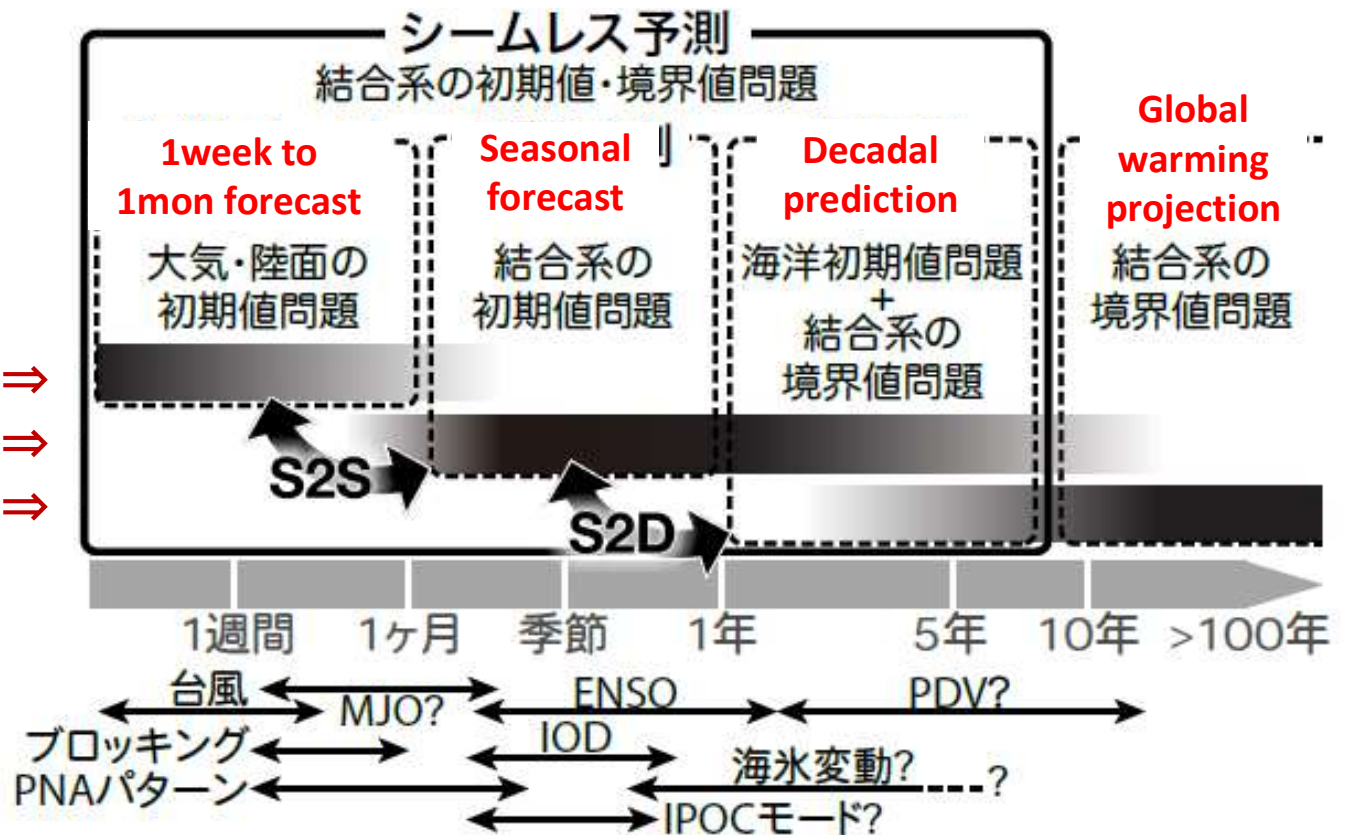 シームレス予測
結合系の初期値・境界値問題
1week to
1mon forecast
大気・陸面の
初期値問題
Seasonal
forecast
結合系の
初期値問題
Decadal
prediction
海洋初期値問題
+
結合系の
境界値問題
Global
warming
projection
結合系の
境界値問題
⇒
⇒
⇒
S2S
S2D
1週間
1ヶ月
季節
1年
5年
10年
>100年
台風
MJO?
ENSO
PDV?
ブロッキング
IOD
海氷変動?
?
PNAパターン
IPOCモード?